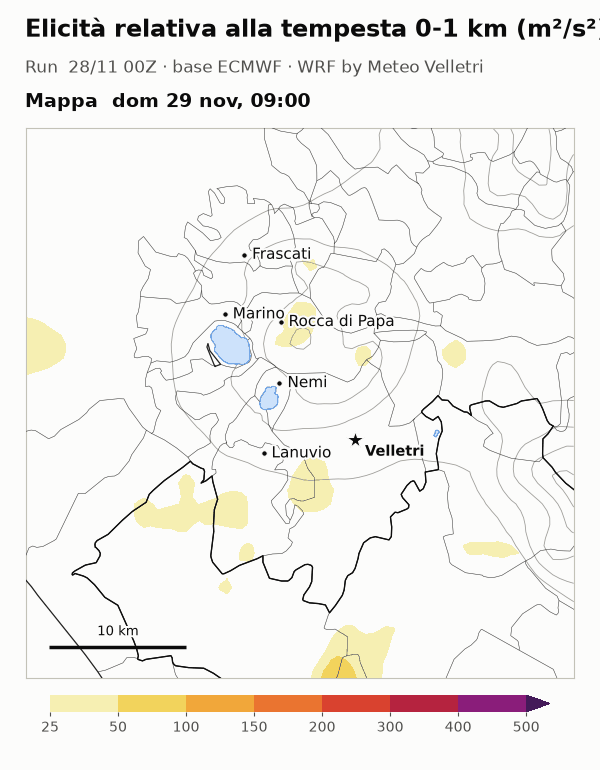 Elicità relativa alla tempesta 0-1 km (m²/s²)
Run 28/11 00Z · base ECMWF · WRF by Meteo Velletri
Mappa dom 29 nov, 09:00
Frascati
Marino
Rocca di Papa
Nemi
Velletri
Lanuvio
10 km
25 50 100 150 200 300 400 500